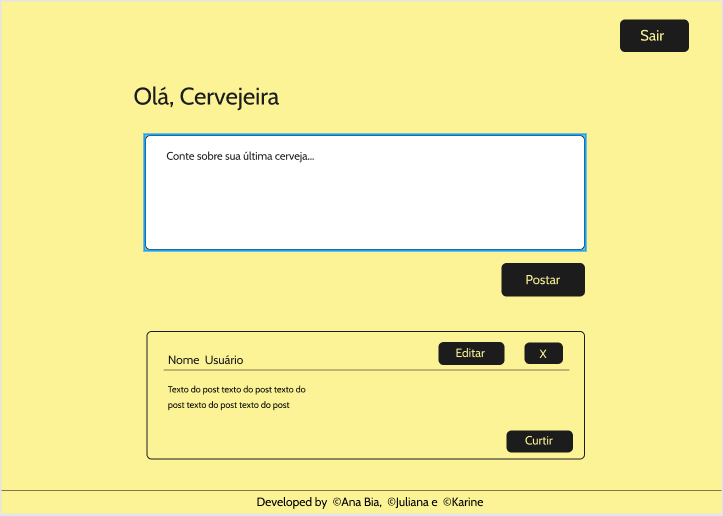 Sair
Olá, Cervejeira
Conte sobre sua última cerveja...
Postar
Nome Usuário
Editar
X
Texto do post texto do post texto do
post texto do post texto do post
Curtir
Developed by ©Ana Bia, ©Juliana e ©Karine